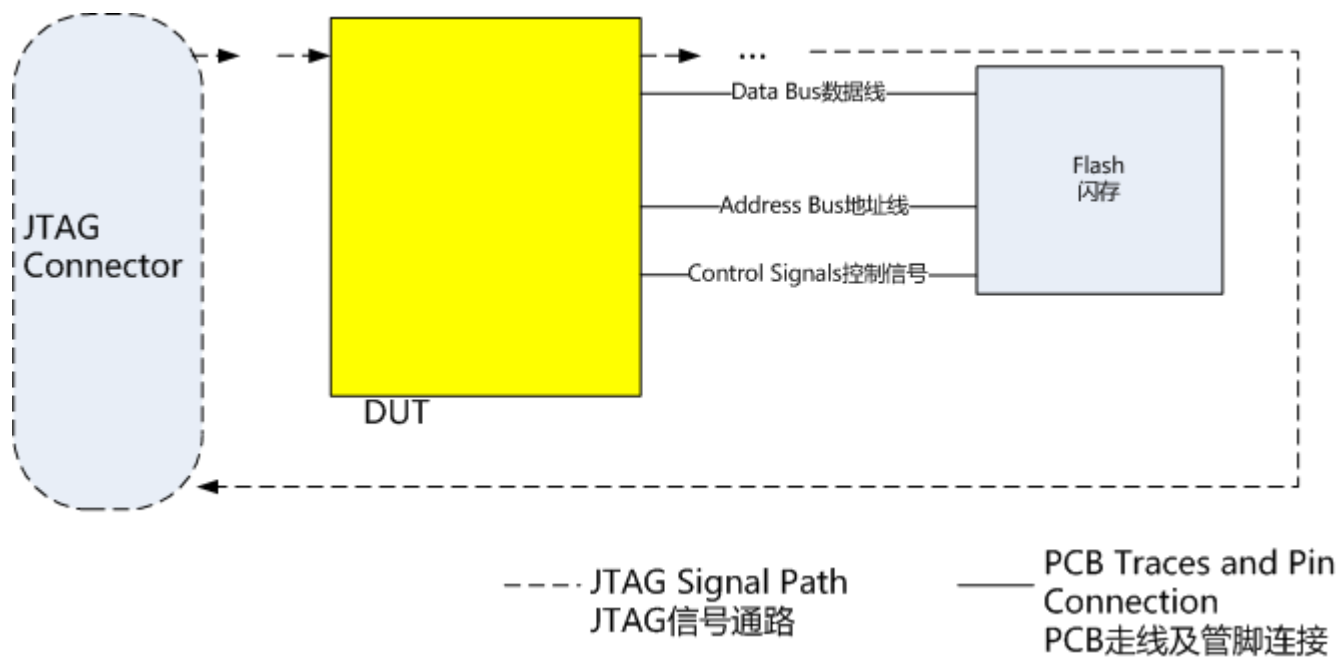 ...
Data Bus数据线
Flash
闪存
Address Bus地址线
JTAG
Connector
Control Signals控制信号
DUT
JTAG Signal Path
JTAG信号通路
PCB Traces and Pin
Connection
PCB走线及管脚连接